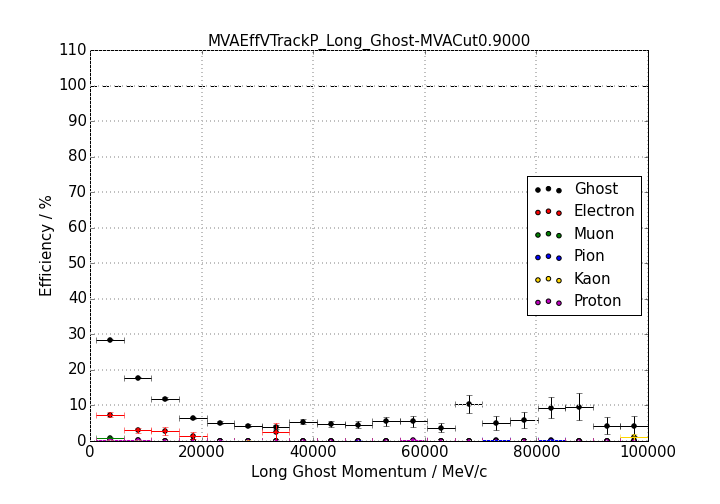 MVAEffVTrackP_Long_Ghost-MVACut0.9000
110
100
90
80
70
60
50
40
30
20
10
0
Efficiency / %
Ghost
Electron
Muon
Pion
Kaon
Proton
0 20000 40000 60000 80000 100000
Long Ghost Momentum / MeV/c